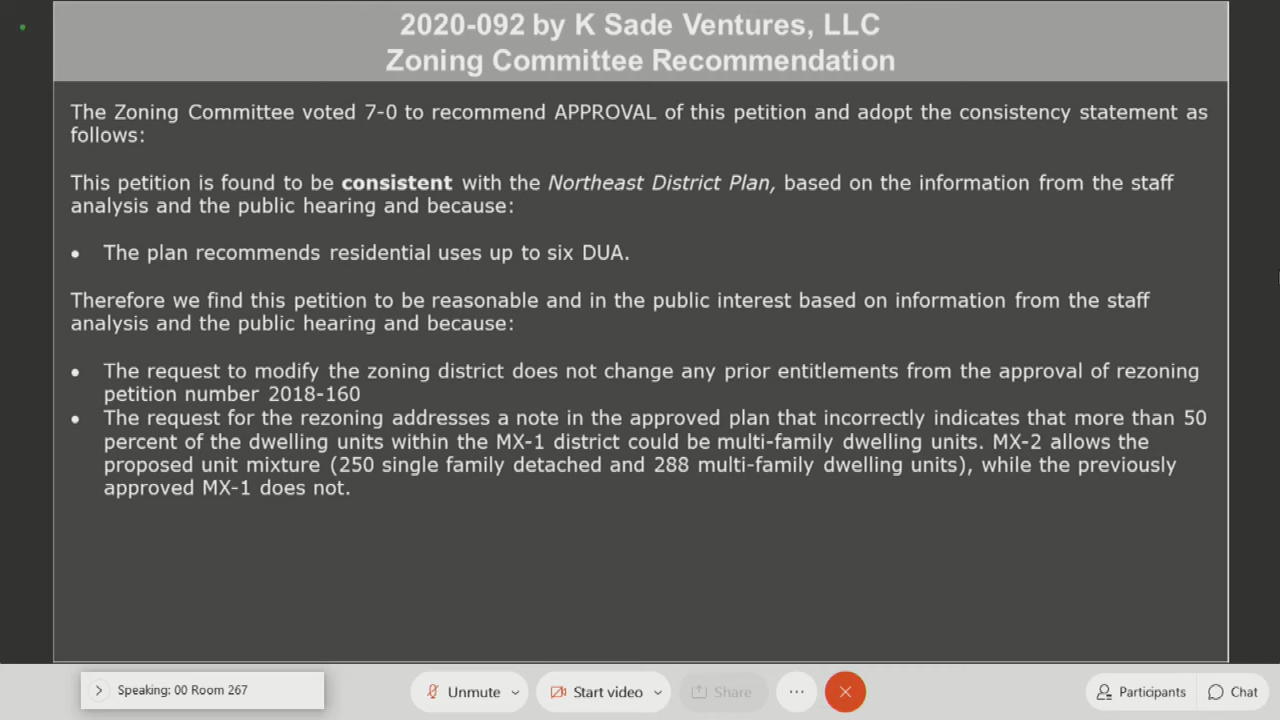 2020-092 by K Sade Ventures, LLC
Zoning Committee Recommendation
The Zoning Committee voted 7-0 to recommend APPROVAL of this petition and adopt the consistency statement as
follows:
This petition is found to be consistent with the Northeast District Plan, based on the information from the staff
analysis and the public hearing and because:
• The plan recommends residential uses up to six DUA.
Therefore we find this petition to be reasonable and in the public interest based on information from the staff
analysis and the public hearing and because:
• The request to modify the zoning district does not change any prior entitlements from the approval of rezoning
petition number 2018-160
• The request for the rezoning addresses a note in the approved plan that incorrectly indicates that more than 50
percent of the dwelling units within the MX-1 district could be multi-family dwelling units. MX-2 allows the
proposed unit mixture (250 single family detached and 288 multi-family dwelling units), while the previously
approved MX-1 does not.
Speaking: 00 Room 267
Unmute
Start video
Share
Participants
Chat